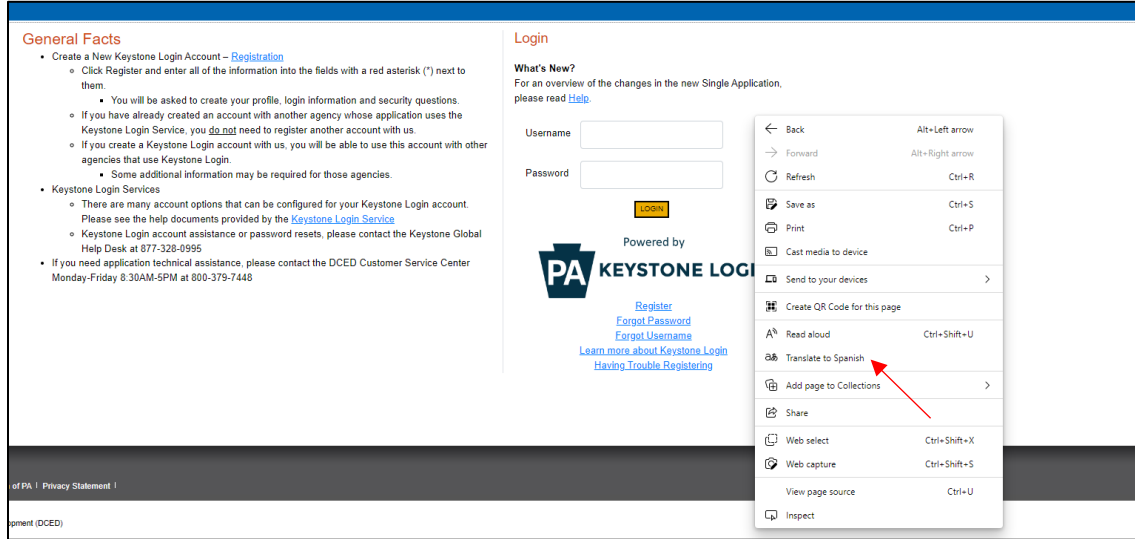 General Facts
Create a New Keystone Login Account – Registration
Click Register and enter all of the information into the fields with a red asterisk (*) next to
them.
You will be asked to create your profile, login information and security questions.
If you have already created an account with another agency whose application uses the
Keystone Login Service, you do not need to register another account with us.
If you create a Keystone Login account with us, you will be able to use this account with other
agencies that use Keystone Login.
Some additional information may be required for those agencies.
Keystone Login Services
There are many account options that can be configured for your Keystone Login account.
Please see the help documents provided by the Keystone Login Service
Keystone Login account assistance or password resets, please contact the Keystone Global
Help Desk at 877-328-0995
If you need application technical assistance, please contact the DCED Customer Service Center
Monday-Friday 8:30AM-5PM at 800-379-7448
Login
What's New?
For an overview of the changes in the new Single Application,
please read Help.
Username
Password
LOGIN
Powered by
PA KEYSTONE LOGI
Register
Forgot Password
Forgot Username
Learn more about Keystone Login
Having Trouble Registering
Back Alt+Left arrow
Forward Alt+Right arrow
Refresh Ctrl+R
Save as Ctrl+S
Print Ctrl+P
Cast media to device
Send to your devices
Create QR Code for this page
Read aloud Ctrl+Shift+U
Translate to Spanish
Add page to Collections
Share
Web select Ctrl+Shift+X
Web capture Ctrl+Shift+S
View page source Ctrl+U
Inspect
of PA | Privacy Statement |
opment (DCED)